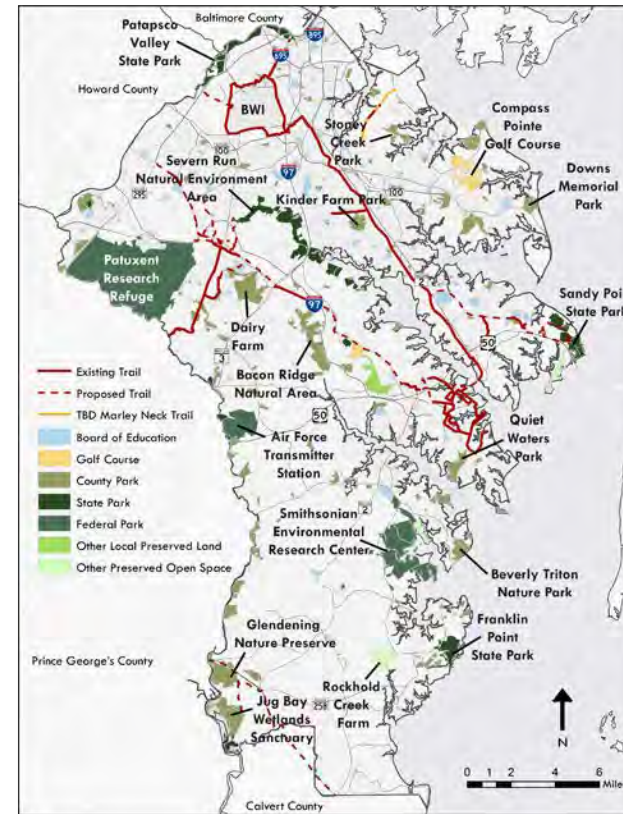 Baltimore County
Patapsco
Valley
State Park
895
695
Howard County
BWI
Stoney
Creek
Park
Compass
Pointe
Golf Course
100
Severn Run
Natural Environment
Area
97
Kinder Farm Park
100
Downs
Memorial
Park
295
Patuxent
Research
Refuge
97
Sandy Point
State Park
50
Dairy
Farm
3
Bacon Ridge
Natural Area
Existing Trail
Proposed Trail
TBD Marley Neck Trail
Board of Education
Golf Course
County Park
State Park
Federal Park
Other Local Preserved Land
Other Preserved Open Space
50
Air Force
Transmitter
Station
Quiet
Waters
Park
2
Smithsonian
Environmental
Research Center
Beverly Triton
Nature Park
Glendening
Nature Preserve
Franklin
Point
State Park
Prince George's County
Rockhold
Creek
Farm
258
Jug Bay
Wetlands
Sanctuary
N
0 1 2 4 6
Miles
Calvert County